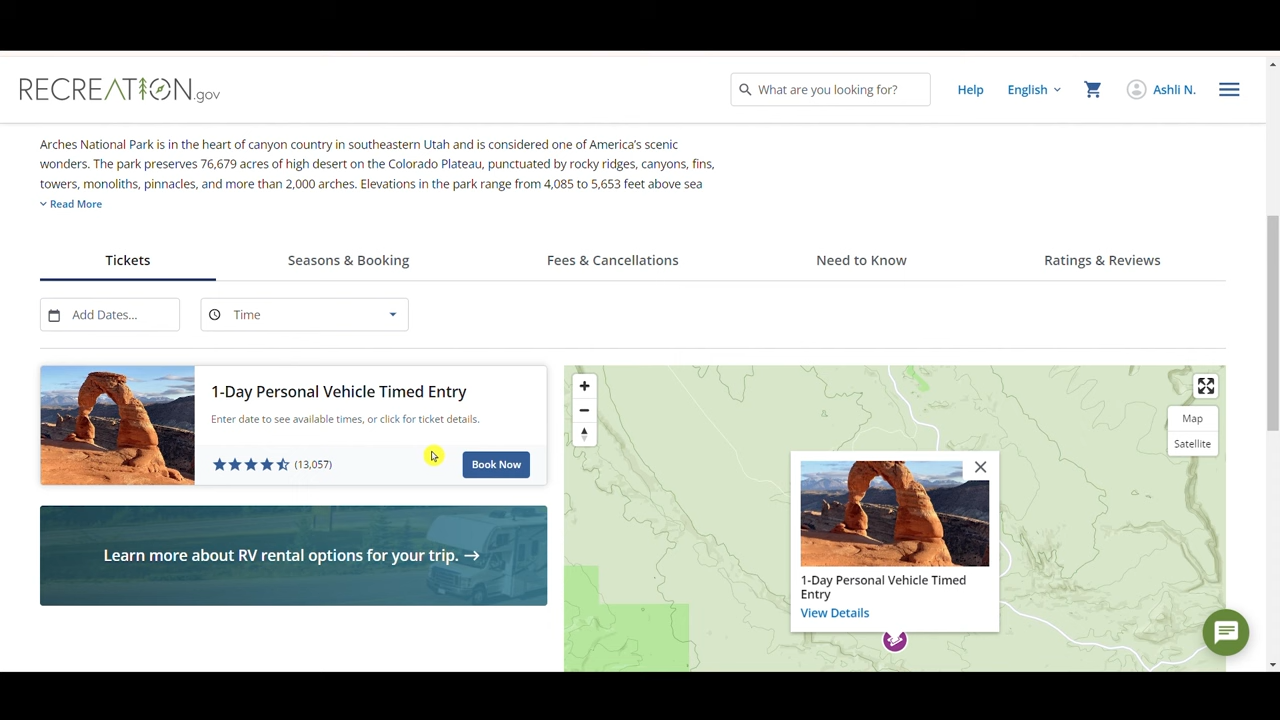 RECREATION.gov
What are you looking for?
Help
English
Ashli N.
Arches National Park is in the heart of canyon country in southeastern Utah and is considered one of America's scenic
wonders. The park preserves 76,679 acres of high desert on the Colorado Plateau, punctuated by rocky ridges, canyons, fins,
towers, monoliths, pinnacles, and more than 2,000 arches. Elevations in the park range from 4,085 to 5,653 feet above sea
Read More
Tickets
Seasons & Booking
Fees & Cancellations
Need to Know
Ratings & Reviews
Add Dates...
Time
1-Day Personal Vehicle Timed Entry
Enter date to see available times, or click for ticket details.
(13,057)
Book Now
Learn more about RV rental options for your trip. →
Map
Satellite
1-Day Personal Vehicle Timed
Entry
View Details